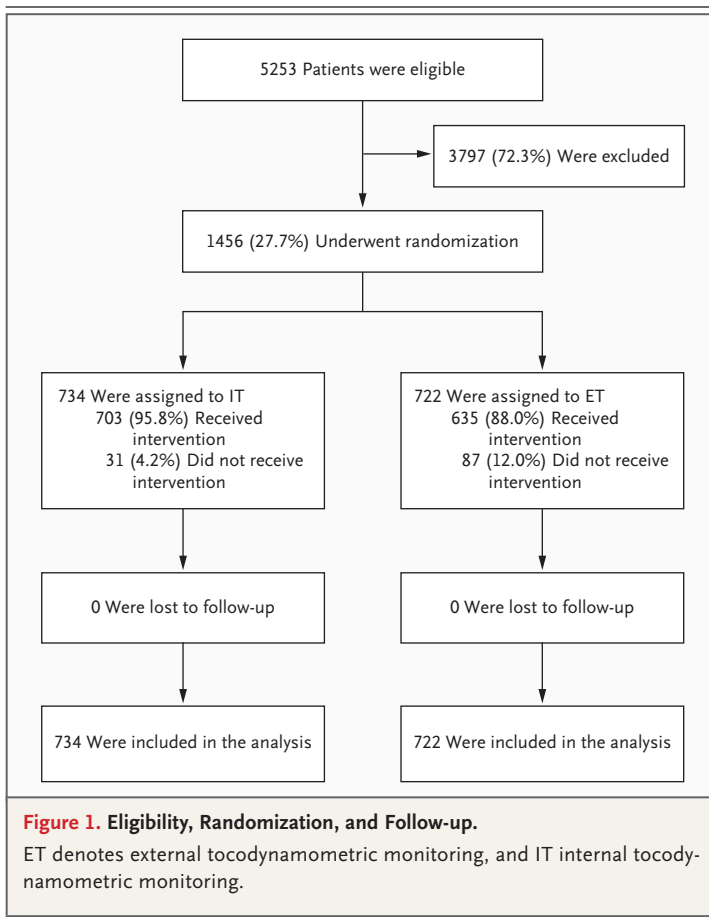 5253 Patients were eligible
3797 (72.3%) Were excluded
1456 (27.7%) Underwent randomization
734 Were assigned to IT
703 (95.8%) Received
intervention
31 (4.2%) Did not receive
intervention
722 Were assigned to ET
635 (88.0%) Received
intervention
87 (12.0%) Did not receive
intervention
0 Were lost to follow-up
0 Were lost to follow-up
734 Were included in the analysis
722 Were included in the analysis
Figure 1. Eligibility, Randomization, and Follow-up.
ET denotes external tocodynamometric monitoring, and IT internal tocody-
namometric monitoring.